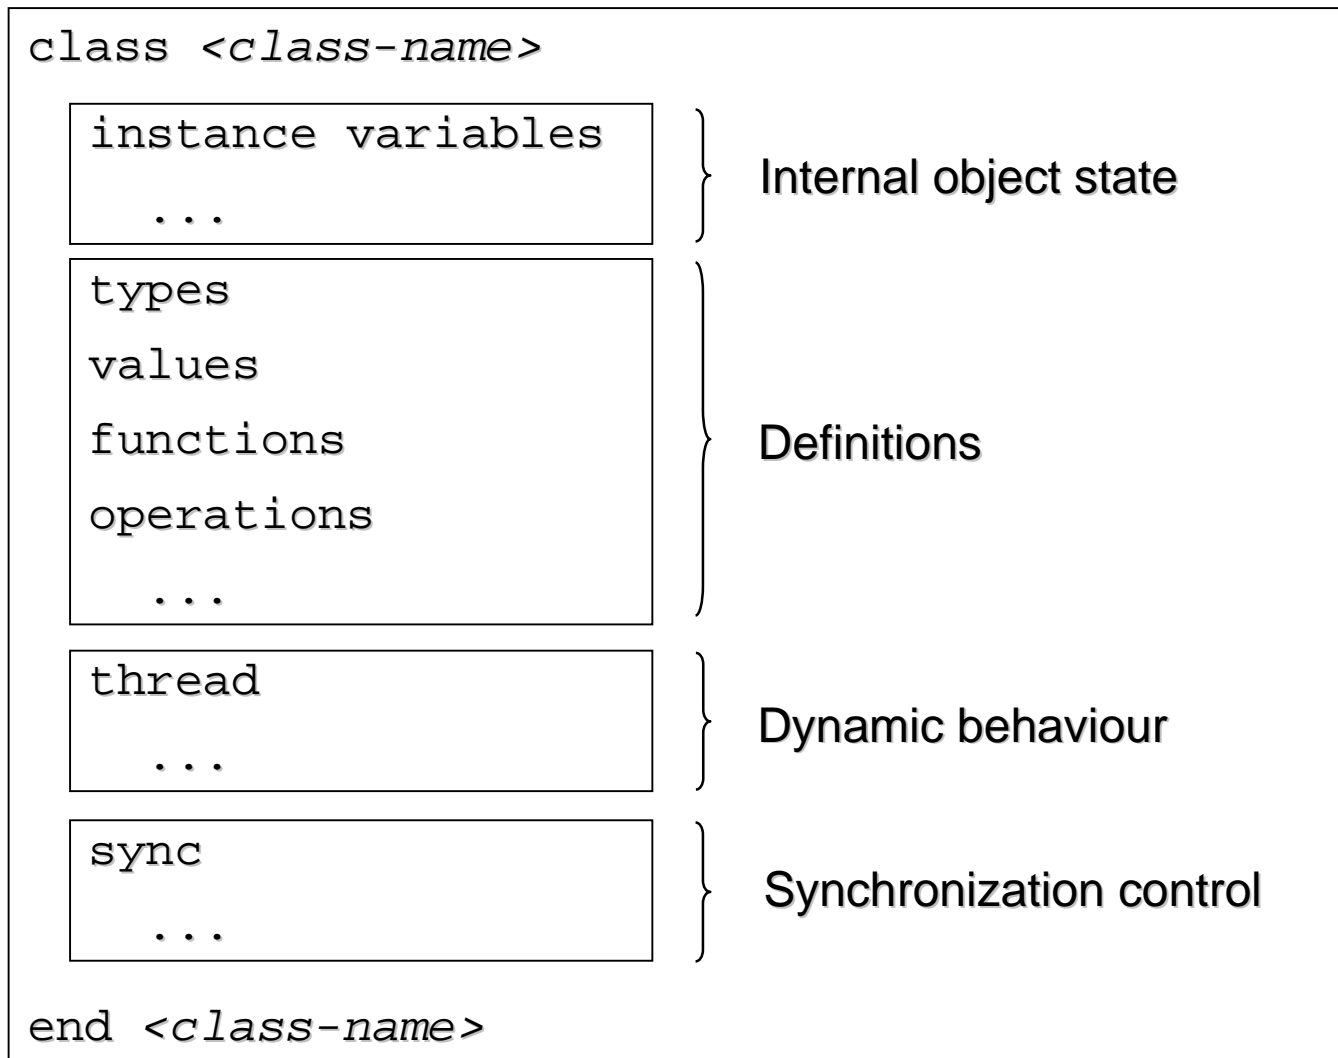 class <class-name>
instance variables
...
Internal object state
types
values
functions
operations
...
Definitions
thread
...
Dynamic behaviour
sync
...
Synchronization control
end <class-name>